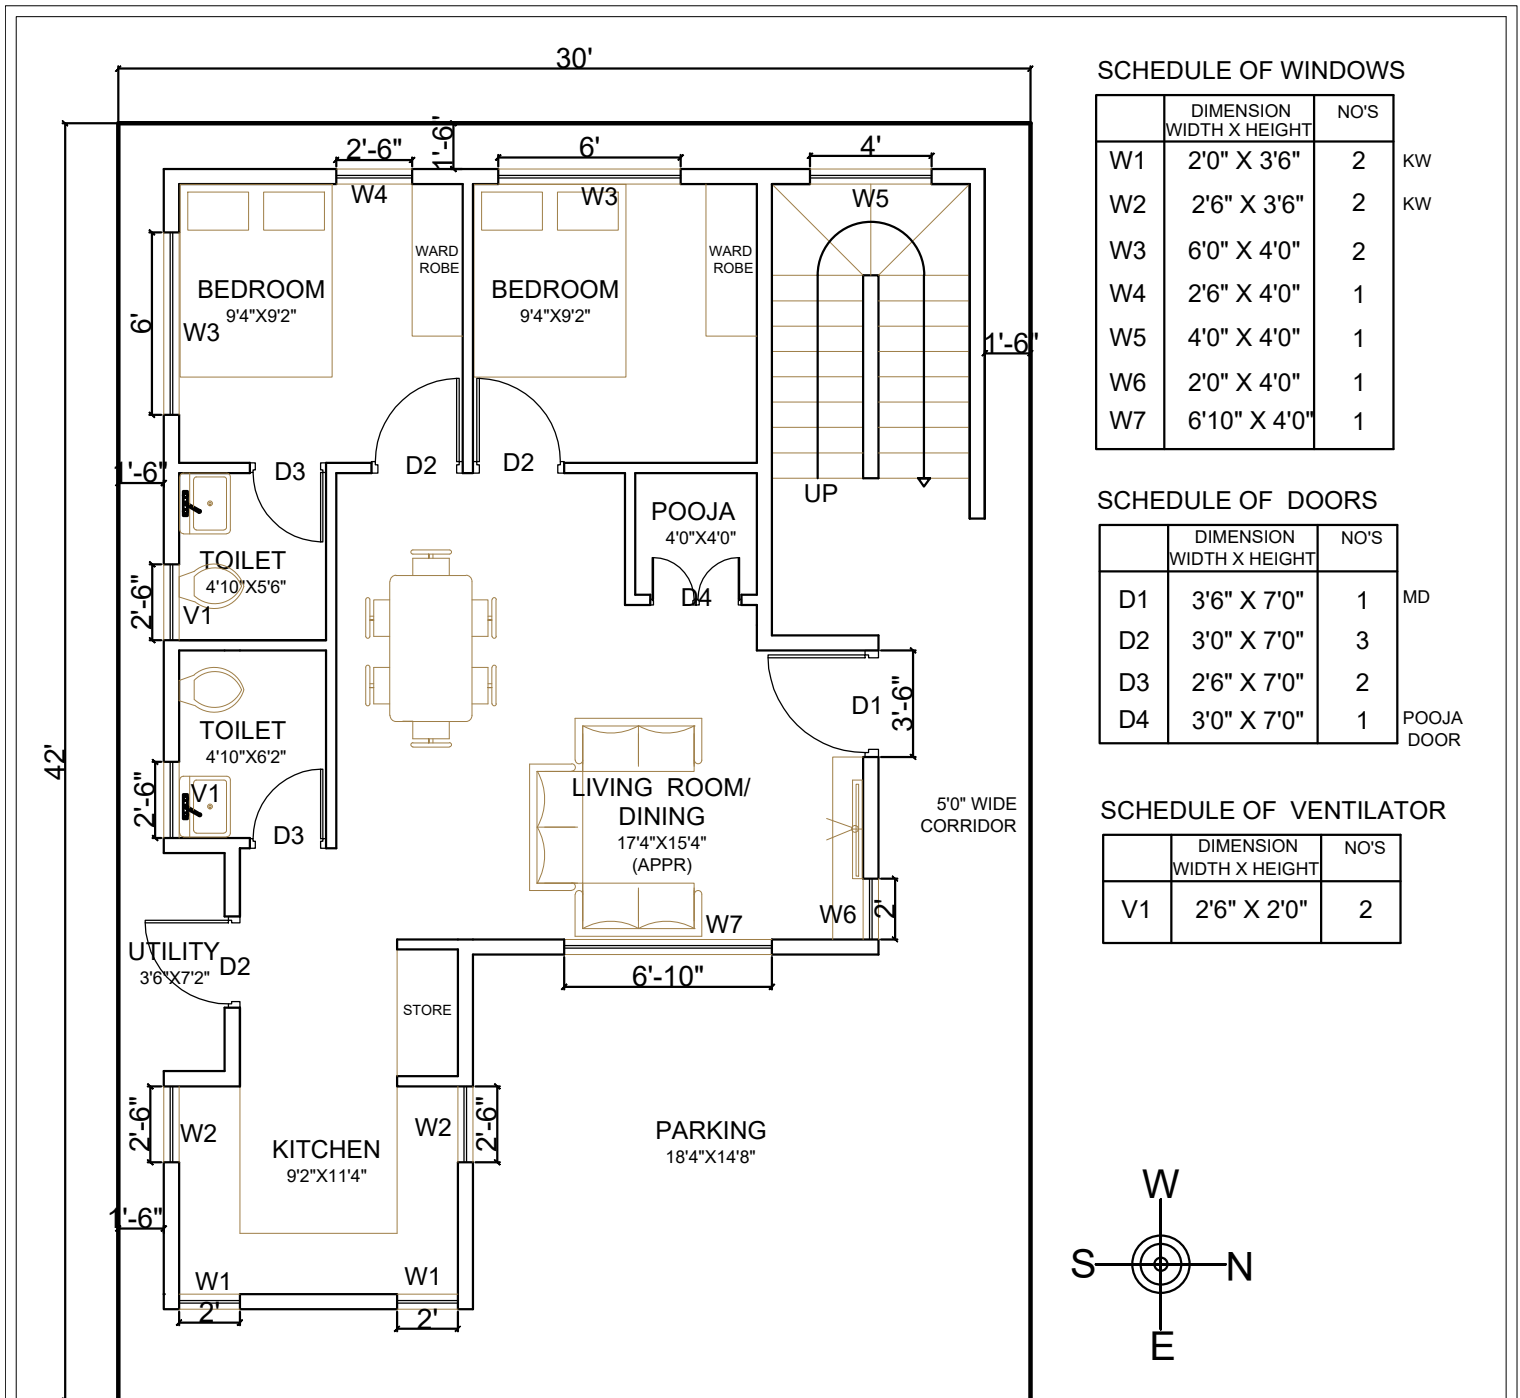 30'
SCHEDULE OF WINDOWS
DIMENSION NO'S
WIDTH X HEIGHT
W1 2'0" X 3'6" 2 KW
W2 2'6" X 3'6" 2 KW
W3 6'0" X 4'0" 2
W4 2'6" X 4'0" 1
W5 4'0" X 4'0" 1
W6 2'0" X 4'0" 1
W7 6'10" X 4'0" 1
SCHEDULE OF DOORS
DIMENSION NO'S
WIDTH X HEIGHT
D1 3'6" X 7'0" 1 MD
D2 3'0" X 7'0" 3
D3 2'6" X 7'0" 2
D4 3'0" X 7'0" 1 POOJA
DOOR
SCHEDULE OF VENTILATOR
DIMENSION NO'S
WIDTH X HEIGHT
V1 2'6" X 2'0" 2
2'-6"
1'-6"
6'
4'
W4
W3
W5
WARD
ROBE
WARD
ROBE
BEDROOM
9'4"X9'2"
BEDROOM
9'4"X9'2"
6'
W3
1'-6"
1'-6"
D3
D2
D2
UP
POOJA
4'0"X4'0"
D4
TOILET
4'10"X5'6"
2'-6"
V1
TOILET
4'10"X6'2"
2'-6"
V1
D3
D1
3'-6"
42'
LIVING ROOM/
DINING
17'4"X15'4"
(APPR)
5'0" WIDE
CORRIDOR
W7
W6
2'
6'-10"
UTILITY
3'6"X7'2"
D2
STORE
2'-6"
W2
W2
2'-6"
KITCHEN
9'2"X11'4"
PARKING
18'4"X14'8"
1'-6"
W1
W1
2'
2'
W
S
N
E